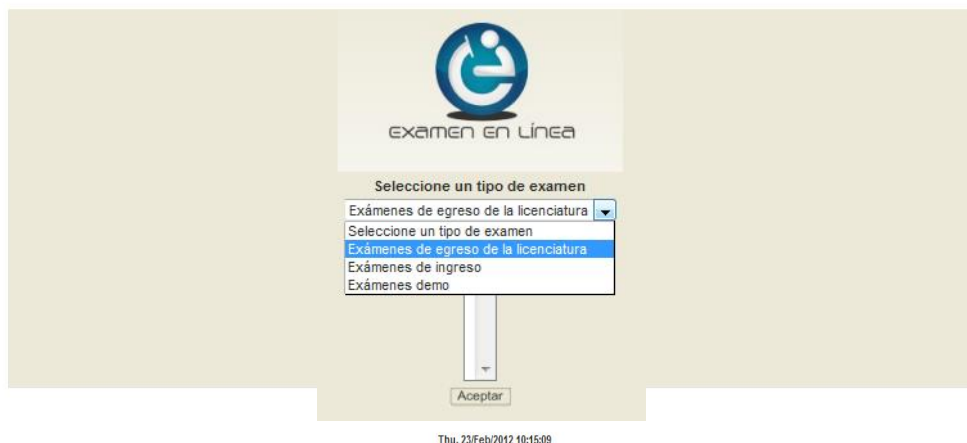 examen en línea
Seleccione un tipo de examen
Exámenes de egreso de la licenciatura
Seleccione un tipo de examen
Exámenes de egreso de la licenciatura
Exámenes de ingreso
Exámenes demo
Aceptar
Thu, 23/Feb/2012 10:15:09